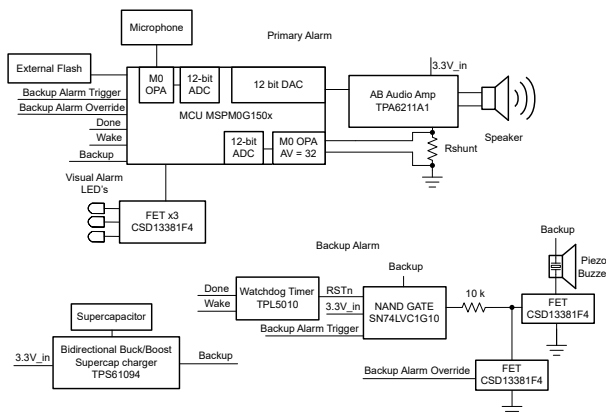 Microphone
Primary Alarm
External Flash
M0
OPA
12-bit
ADC
12 bit DAC
3.3V_in
Backup Alarm Trigger
Backup Alarm Override
Done
Wake
Backup
MCU MSPM0G150x
AB Audio Amp
TPA6211A1
Speaker
12-bit
ADC
M0 OPA
AV = 32
Rshunt
Visual Alarm
LED's
FET x3
CSD13381F4
Backup Alarm
Backup
Piezo
Buzze
Done
Wake
Watchdog Timer
TPL5010
RSTn
3.3V_in
Backup Alarm Trigger
Backup
NAND GATE
SN74LVC1G10
10 k
FET
CSD13381F4
Supercapacitor
3.3V_in
Bidirectional Buck/Boost
Supercap charger
TPS61094
Backup
Backup Alarm Override
FET
CSD13381F4